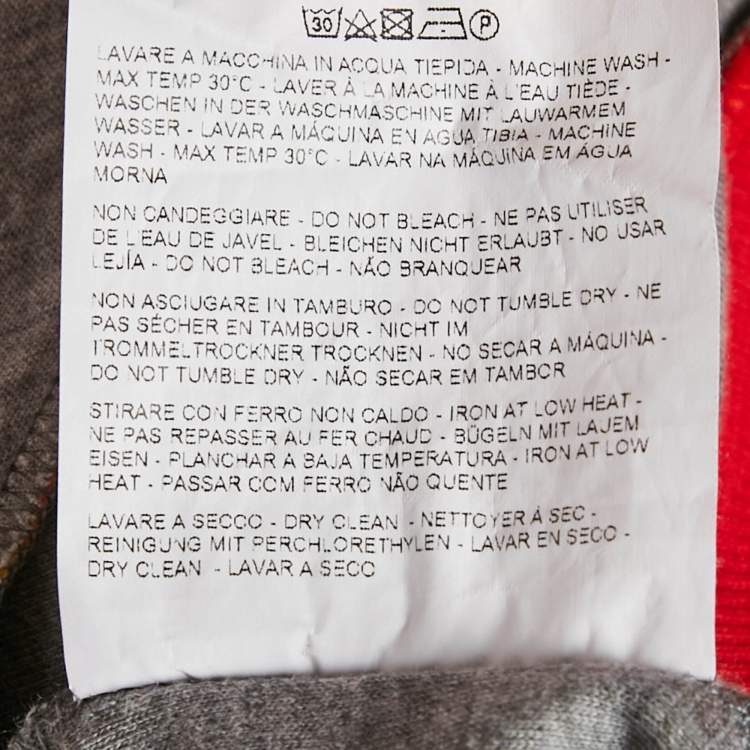 30 P
LAVARE A MACCHINA IN ACQUA TIEPIDA - MACHINE WASH -
MAX TEMP 30°C - LAVER À LA MACHINE À L'EAU TIÈDE -
WASCHEN IN DER WASCHMASCHINE MIT LAUWARMEM
WASSER - LAVAR A MÁQUINA EN AGUA TIBIA - MACHINE
WASH - MAX TEMP 30°C - LAVAR NA MÁQUINA EM ÁGUA
MORNA
NON CANDEGGIARE - DO NOT BLEACH - NE PAS UTILISER
DE L'EAU DE JAVEL - BLEICHEN NICHT ERLAUBT - NO USAR
LEJÍA - DO NOT BLEACH - NÃO BRANQUEAR
NON ASCIUGARE IN TAMBURO - DO NOT TUMBLE DRY - NE
PAS SÉCHER EN TAMBOUR - NICHT IM
TROMMELTROCKNER TROCKNEN - NO SECAR A MÁQUINA -
DO NOT TUMBLE DRY - NÃO SECAR EM TAMBOR
STIRARE CON FERRO NON CALDO - IRON AT LOW HEAT -
NE PAS REPASSER AU FER CHAUD - BÜGELN MIT LAJEM
EISEN - PLANCHAR A BAJA TEMPERATURA - IRON AT LOW
HEAT - PASSAR COM FERRO NÃO QUENTE
LAVARE A SECCO - DRY CLEAN - NETTOYER À SEC -
REINIGUNG MIT PERCHLORETHYLEN - LAVAR EN SECO -
DRY CLEAN - LAVAR A SECO